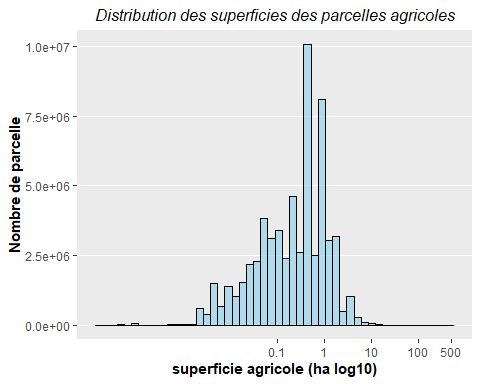 Distribution des superficies des parcelles agricoles
Nombre de parcelle
1.0e+07
7.5e+06
5.0e+06
2.5e+06
0.0e+00
0.1 1 10 100 500
superficie agricole (ha log10)